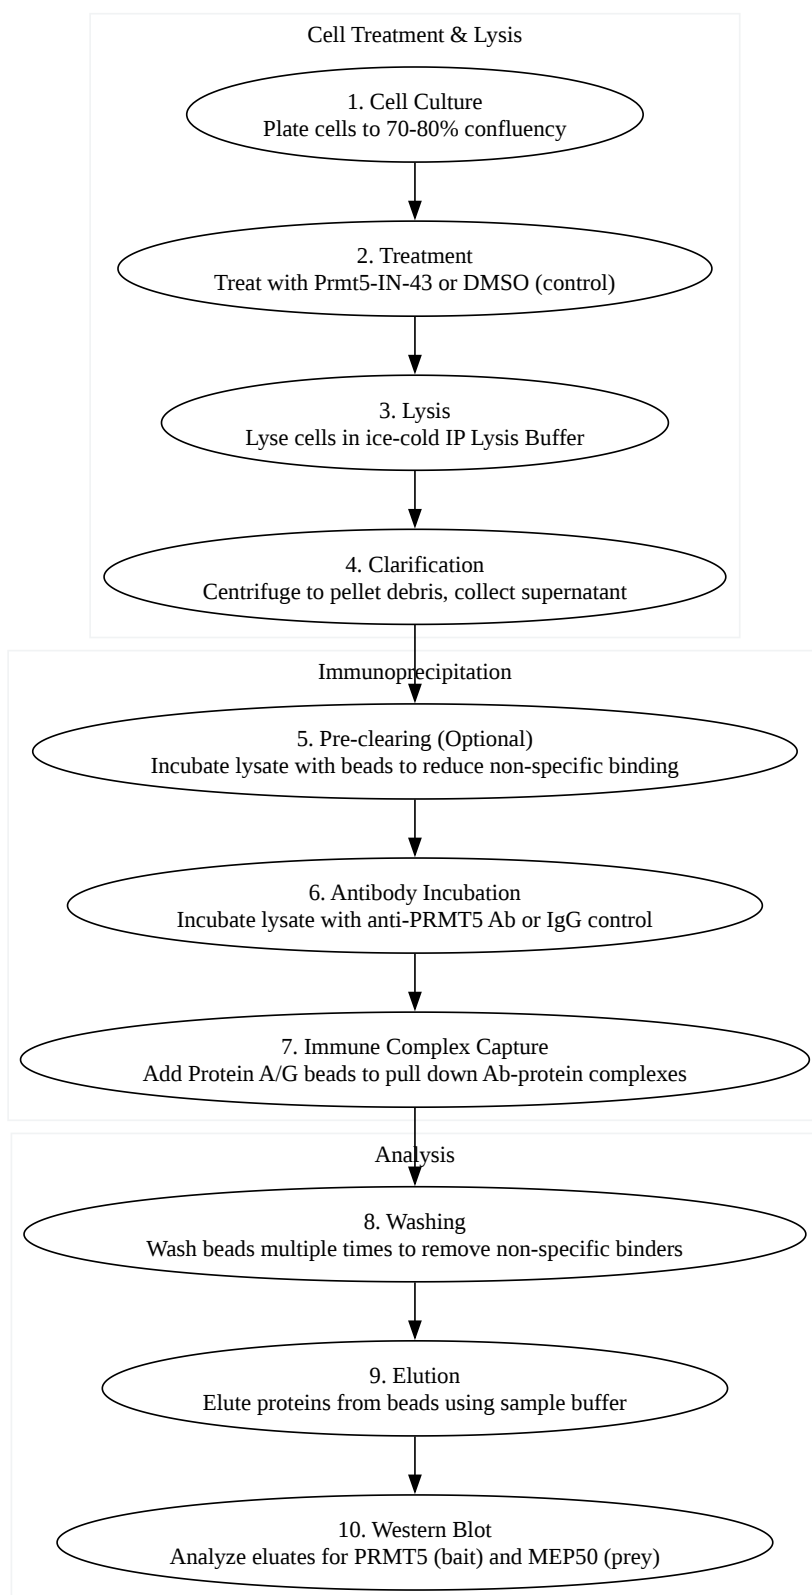 Cell Treatment & Lysis
1. Cell Culture
Plate cells to 70-80% confluency
2. Treatment
Treat with Prmt5-IN-43 or DMSO (control)
3. Lysis
Lyse cells in ice-cold IP Lysis Buffer
4. Clarification
Centrifuge to pellet debris, collect supernatant
Immunoprecipitation
5. Pre-clearing (Optional)
Incubate lysate with beads to reduce non-specific binding
6. Antibody Incubation
Incubate lysate with anti-PRMT5 Ab or IgG control
7. Immune Complex Capture
Add Protein A/G beads to pull down Ab-protein complexes
Analysis
8. Washing
Wash beads multiple times to remove non-specific binders
9. Elution
Elute proteins from beads using sample buffer
10. Western Blot
Analyze eluates for PRMT5 (bait) and MEP50 (prey)